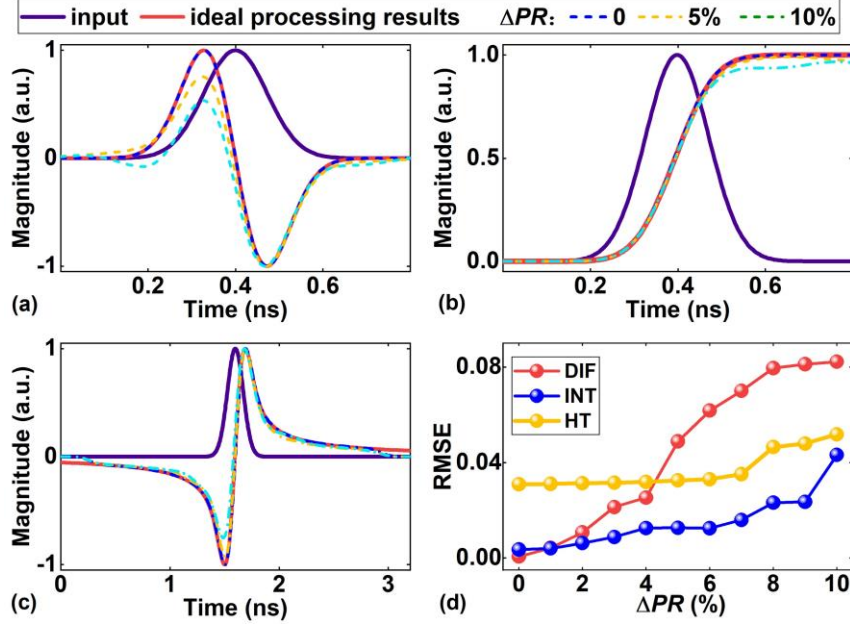 input ideal processing results ΔPR: 0 5% 10%
1
0
-1
Magnitude (a.u.)
0.2 0.4 0.6
Time (ns)
(a)
1.0
0.5
0.0
Magnitude (a.u.)
0.2 0.4 0.6
Time (ns)
(b)
1
0
-1
Magnitude (a.u.)
0 1 2 3
Time (ns)
(c)
DIF
INT
HT
0.08
0.04
0.00
RMSE
0 2 4 6 8 10
ΔPR (%)
(d)